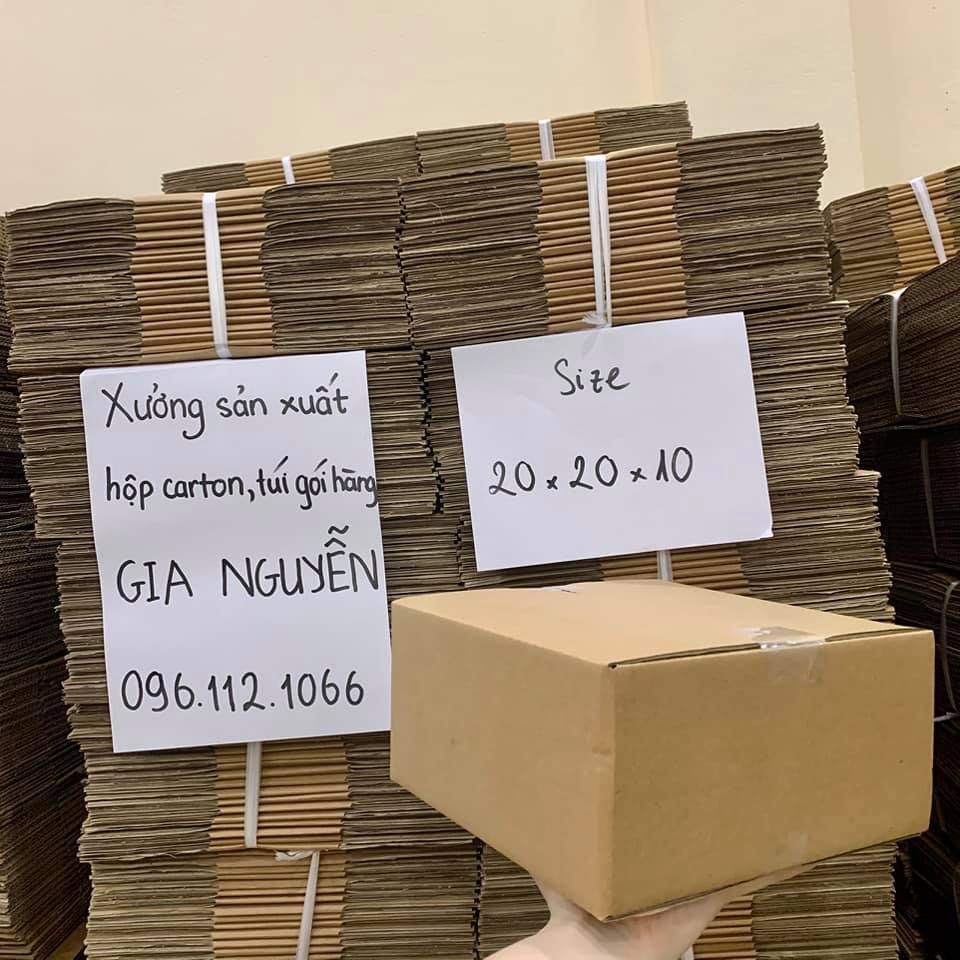 Xưởng sản xuất
hộp carton, túi gói hàng
GIA NGUYỄN
096.112.1066
Size
20 x 20 x 10